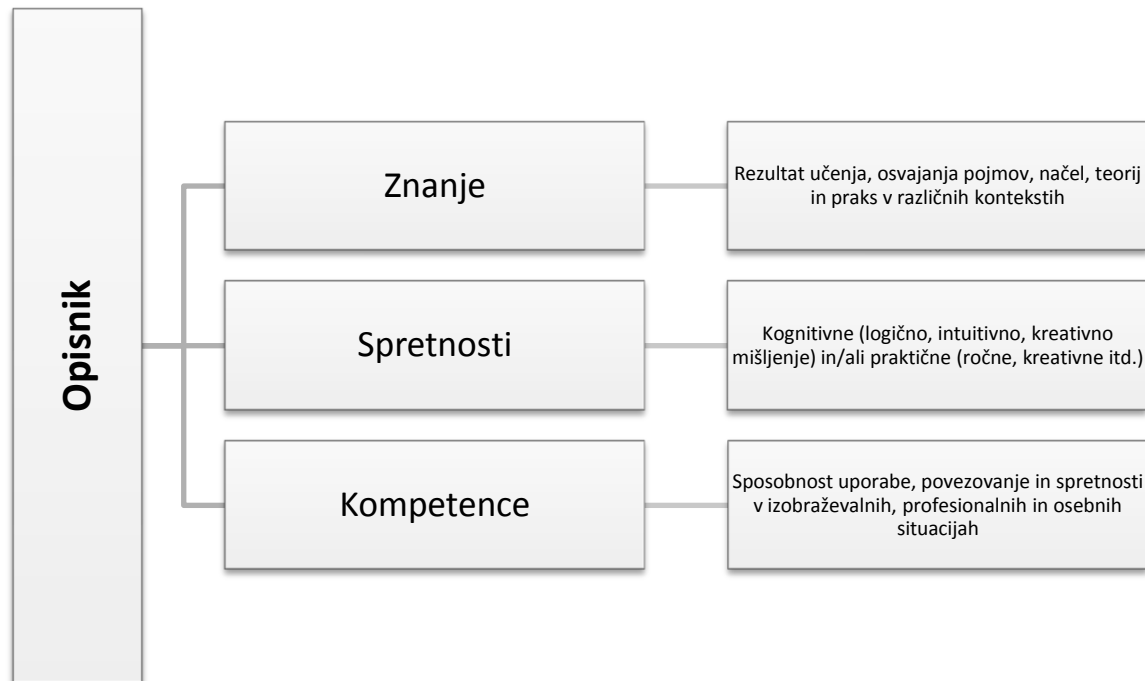 Opisnik
Znanje
Rezultat učenja, osvajanja pojmov, načel, teorij
in praks v različnih kontekstih
Spretnosti
Kognitivne (logično, intuitivno, kreativno
mišljenje) in/ali praktične (ročne, kreativne itd.)
Kompetence
Sposobnost uporabe, povezovanje in spretnosti
v izobraževalnih, profesionalnih in osebnih
situacijah